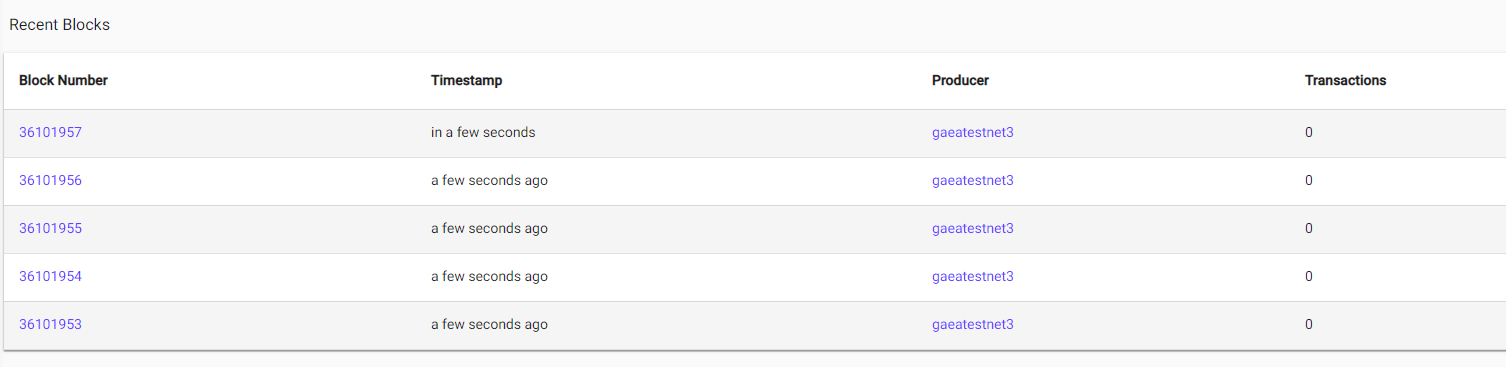 Recent Blocks
Block Number Timestamp Producer Transactions
36101957 in a few seconds gaeatestnet3 0
36101956 a few seconds ago gaeatestnet3 0
36101955 a few seconds ago gaeatestnet3 0
36101954 a few seconds ago gaeatestnet3 0
36101953 a few seconds ago gaeatestnet3 0